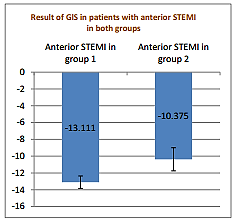 Result of GIS in patients with anterior STEMI
in both groups
Anterior STEMI in
group 1
Anterior STEMI in
group 2
0
-2
-4
-6
-8
-10
-12
-14
-16
-13.111
-10.375